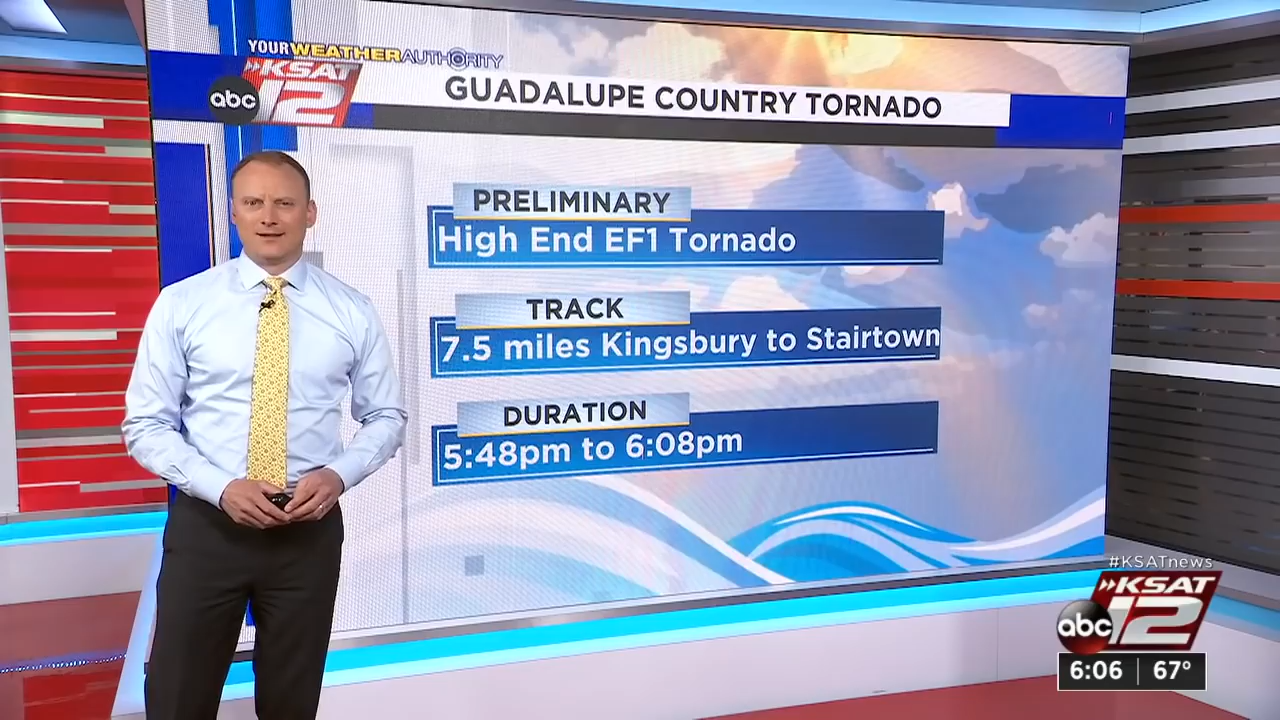 YOUR WEATHER AUTHORITY
KSAT
abc 12
GUADALUPE COUNTRY TORNADO
PRELIMINARY
High End EF1 Tornado
TRACK
7.5 miles Kingsbury to Stairtown
DURATION
5:48pm to 6:08pm
#KSATnews
KSAT
abc 12
6:06 67°